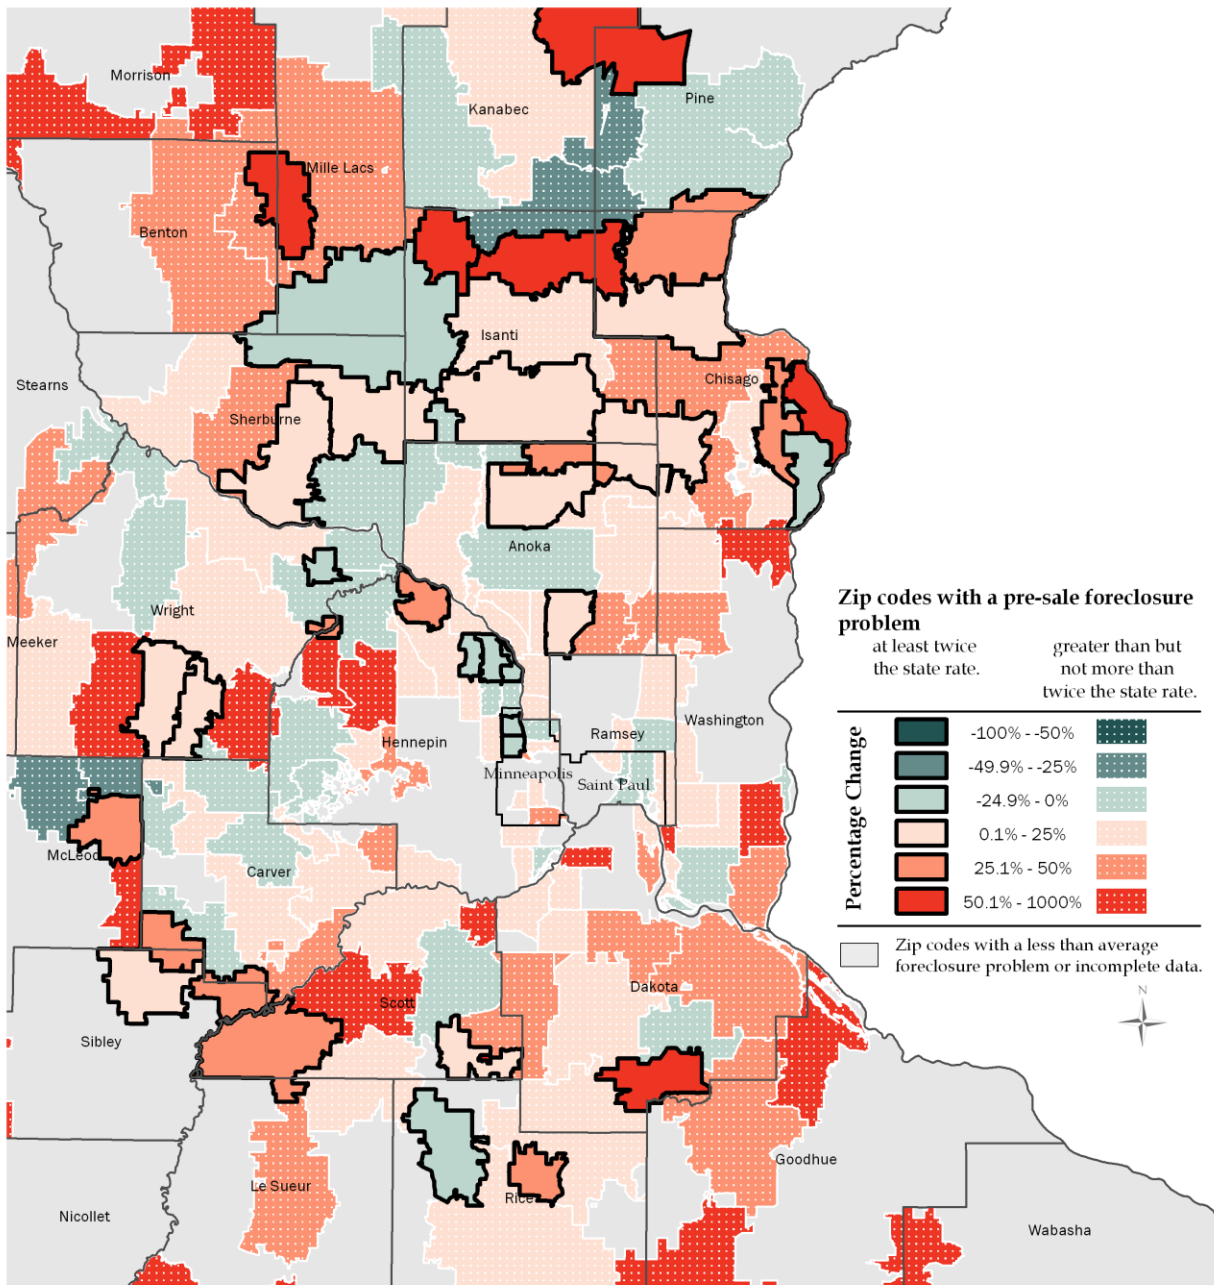 Morrison
Kanabec
Pine
Mille Lacs
Benton
Isanti
Stearns
Chisago
Sherburne
Anoka
Wright
Meeker
Hennepin
Ramsey
Washington
Minneapolis
Saint Paul
McLeod
Carver
Scott
Dakota
Sibley
Goodhue
Le Sueur
Rice
Nicollet
Wabasha
Zip codes with a pre-sale foreclosure
problem
at least twice
the state rate.
greater than but
not more than
twice the state rate.
Percentage Change
-100% - -50%
-49.9% - -25%
-24.9% - 0%
0.1% - 25%
25.1% - 50%
50.1% - 1000%
Zip codes with a less than average
foreclosure problem or incomplete data.
N